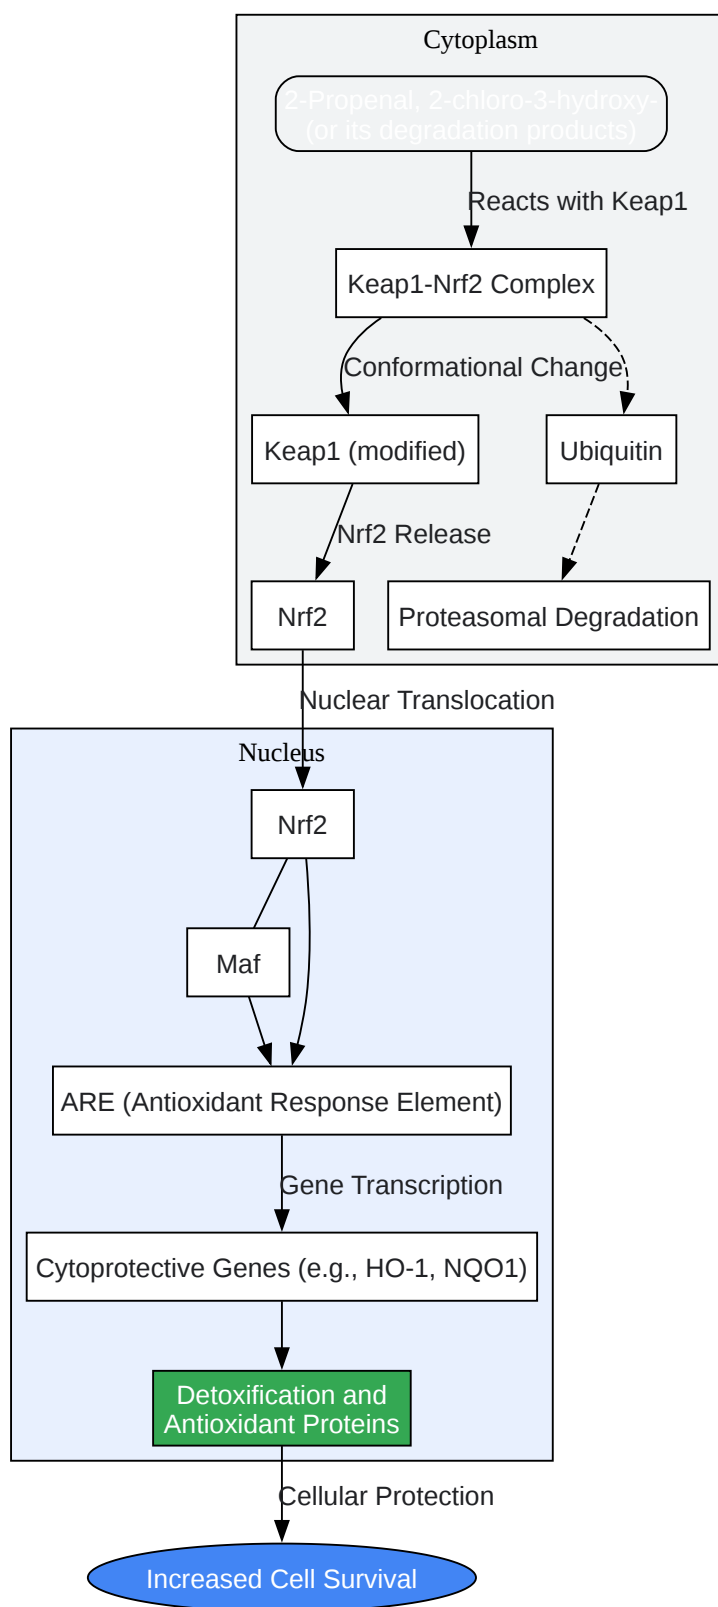 Cytoplasm
2-Propenal, 2-chloro-3-hydroxy-
(or its degradation products)
Reacts with Keap1
Keap1-Nrf2 Complex
Conformational Change
Keap1 (modified)
Ubiquitin
Nrf2 Release
Nrf2
Proteasomal Degradation
Nuclear Translocation
Nucleus
Nrf2
Maf
ARE (Antioxidant Response Element)
Gene Transcription
Cytoprotective Genes (e.g., HO-1, NQO1)
Detoxification and
Antioxidant Proteins
Cellular Protection
Increased Cell Survival